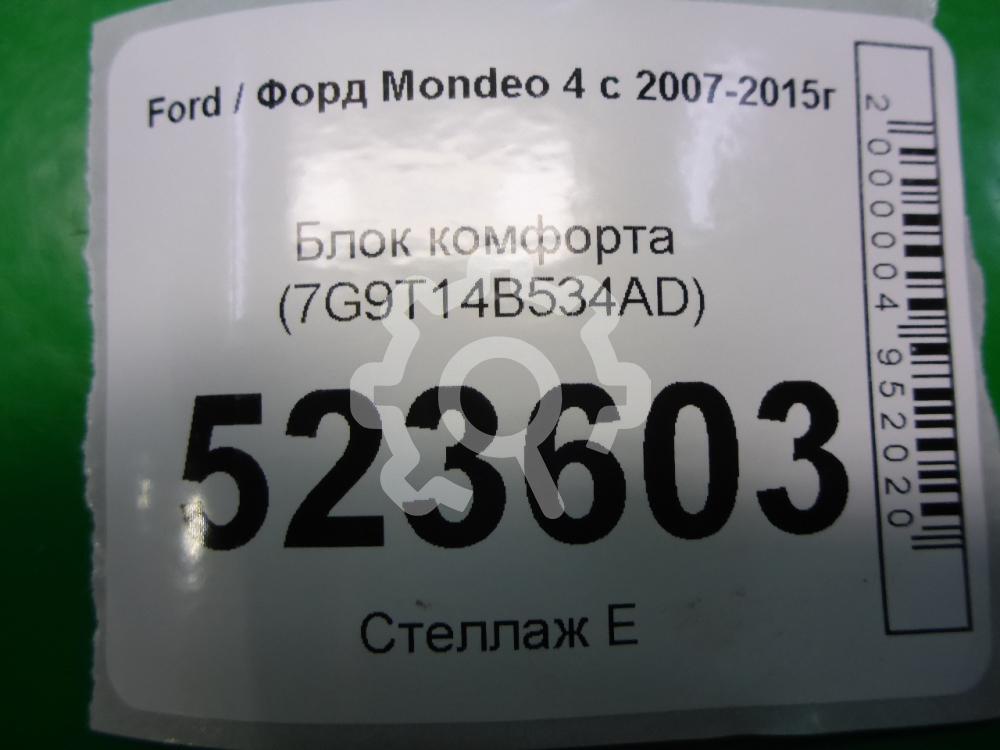 Ford / Форд Mondeo 4 с 2007-2015г
Блок комфорта
(7G9T14B534AD)
523603
Стеллаж Е
2000004952020